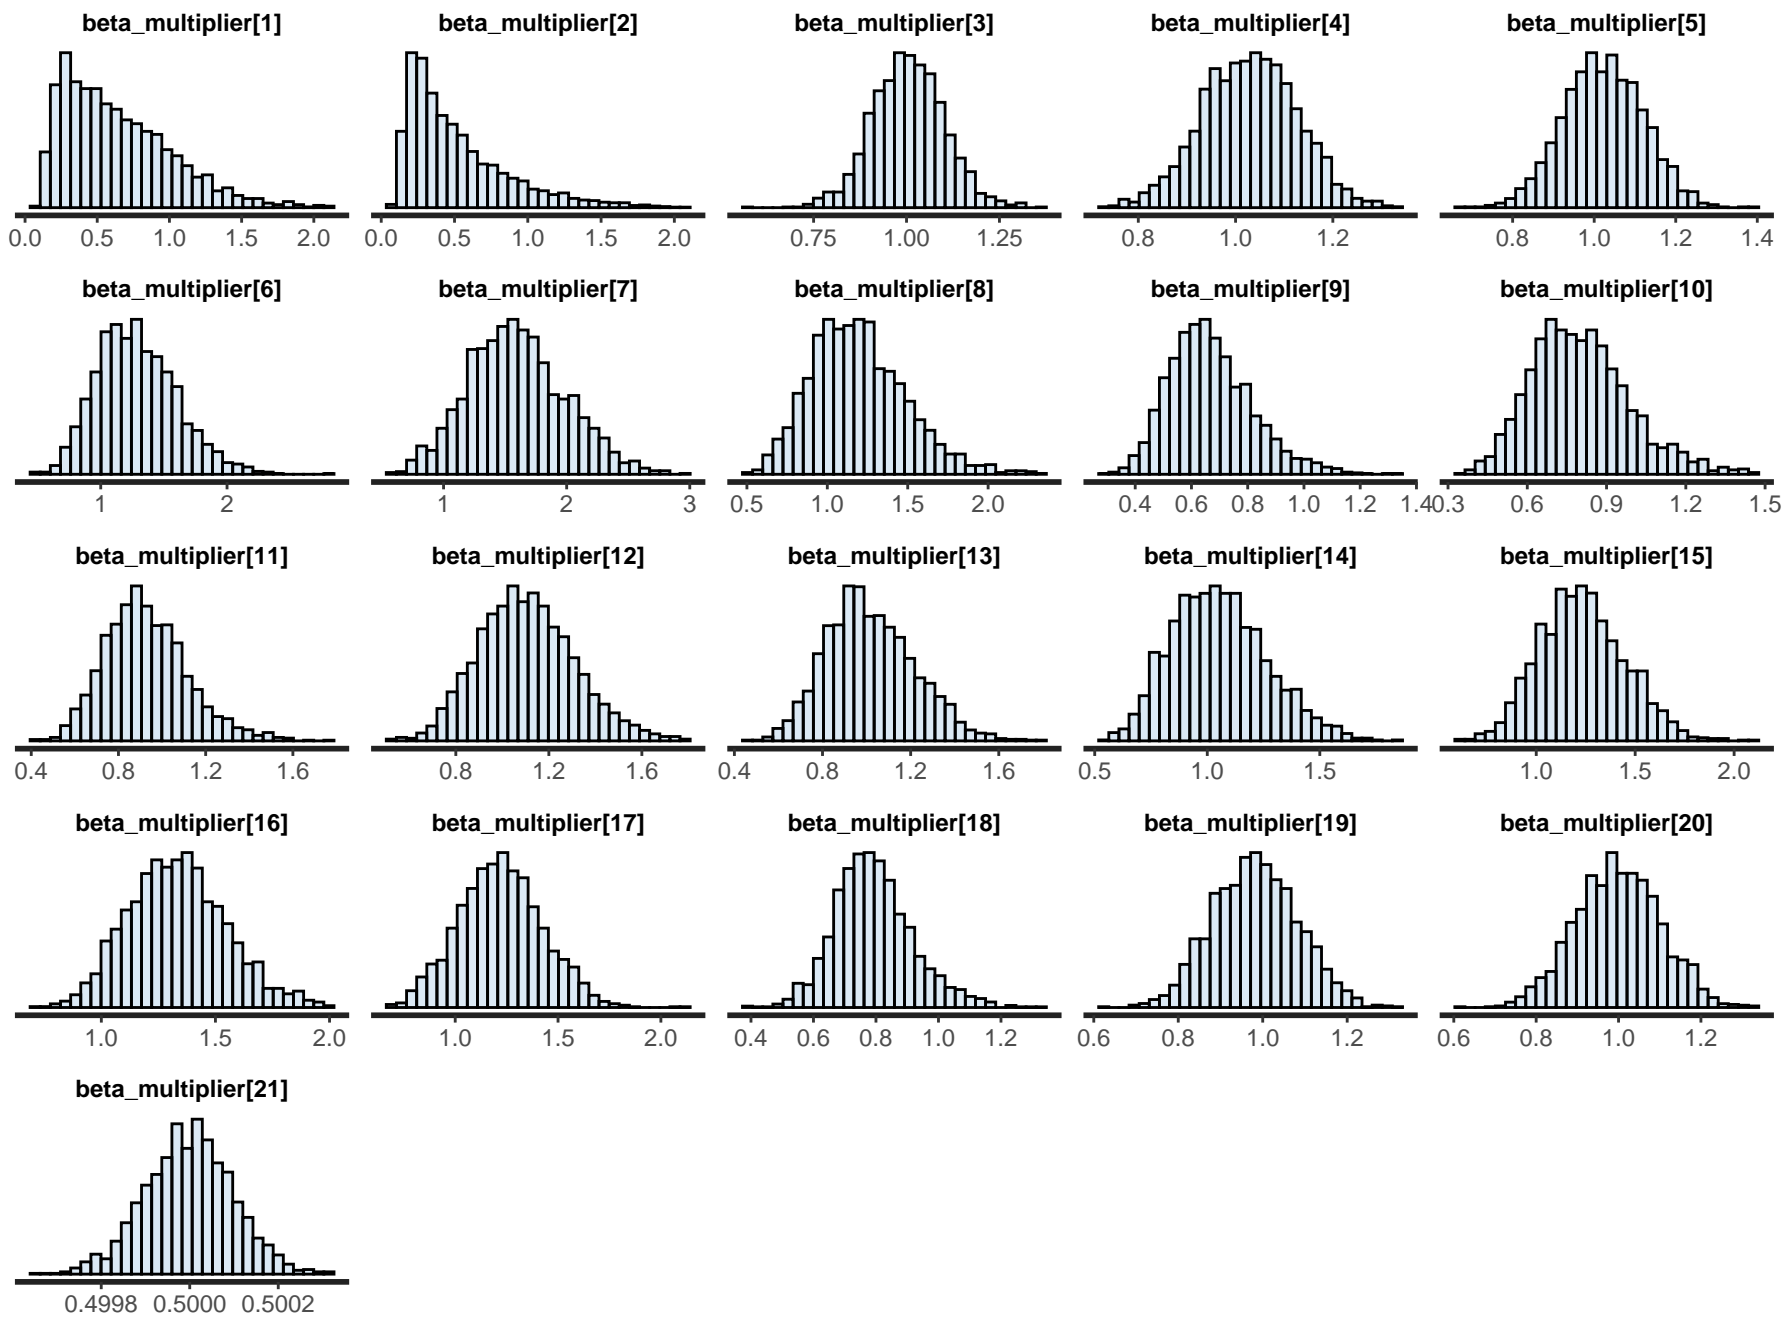 beta_multiplier[1] beta_multiplier[2] beta_multiplier[3] beta_multiplier[4] beta_multiplier[5]
0.0 0.5 1.0 1.5 2.0 0.0 0.5 1.0 1.5 2.0 0.75 1.00 1.25 0.8 1.0 1.2 0.8 1.0 1.2 1.4
beta_multiplier[6] beta_multiplier[7] beta_multiplier[8] beta_multiplier[9] beta_multiplier[10]
1 2 1 2 3 0.5 1.0 1.5 2.0 0.4 0.6 0.8 1.0 1.2 1.4 0.3 0.6 0.9 1.2 1.5
beta_multiplier[11] beta_multiplier[12] beta_multiplier[13] beta_multiplier[14] beta_multiplier[15]
0.4 0.8 1.2 1.6 0.8 1.2 1.6 0.4 0.8 1.2 1.6 0.5 1.0 1.5 1.0 1.5 2.0
beta_multiplier[16] beta_multiplier[17] beta_multiplier[18] beta_multiplier[19] beta_multiplier[20]
1.0 1.5 2.0 1.0 1.5 2.0 0.4 0.6 0.8 1.0 1.2 0.6 0.8 1.0 1.2 0.6 0.8 1.0 1.2
beta_multiplier[21]
0.4998 0.5000 0.5002